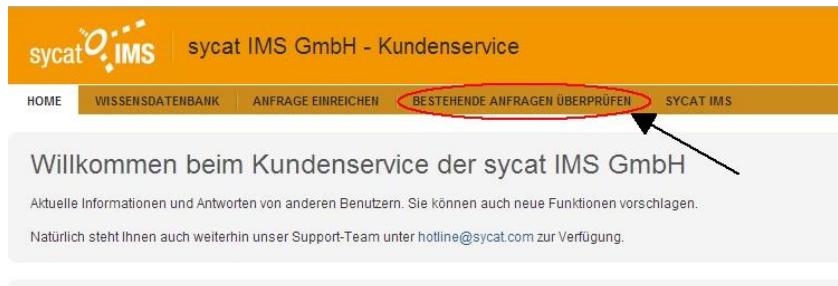 sycat IMS sycat IMS GmbH - Kundenservice
HOME WISSENSDATENBANK ANFRAGE EINREICHEN BESTEHENDE ANFRAGEN ÜBERPRÜFEN SYCAT IMS
Willkommen beim Kundenservice der sycat IMS GmbH
Aktuelle Informationen und Antworten von anderen Benutzern. Sie können auch neue Funktionen vorschlagen.
Natürlich steht Ihnen auch weiterhin unser Support-Team unter hotline@sycat.com zur Verfügung.